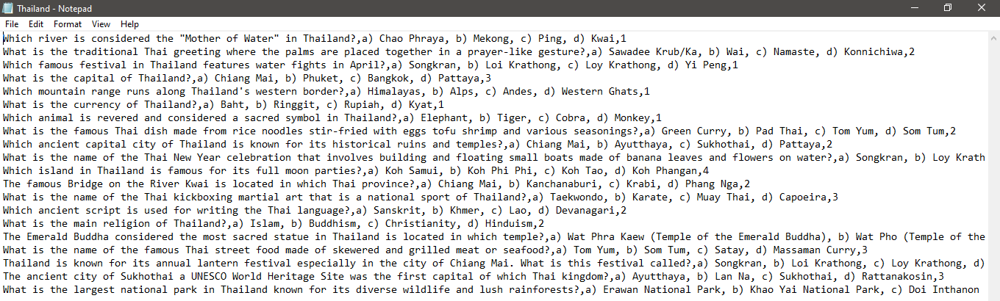 Thailand - Notepad
File Edit Format View Help
Which river is considered the "Mother of Water" in Thailand?,a) Chao Phraya, b) Mekong, c) Ping, d) Kwai,1
What is the traditional Thai greeting where the palms are placed together in a prayer-like gesture?,a) Sawadee Krub/Ka, b) Wai, c) Namaste, d) Konnichiwa,2
Which famous festival in Thailand features water fights in April?,a) Songkran, b) Loi Krathong, c) Loy Krathong, d) Yi Peng,1
What is the capital of Thailand?,a) Chiang Mai, b) Phuket, c) Bangkok, d) Pattaya,3
Which mountain range runs along Thailand's western border?,a) Himalayas, b) Alps, c) Andes, d) Western Ghats,1
What is the currency of Thailand?,a) Baht, b) Ringgit, c) Rupiah, d) Kyat,1
Which animal is revered and considered a sacred symbol in Thailand?,a) Elephant, b) Tiger, c) Cobra, d) Monkey,1
What is the famous Thai dish made from rice noodles stir-fried with eggs tofu shrimp and various seasonings?,a) Green Curry, b) Pad Thai, c) Tom Yum, d) Som Tum,2
Which ancient capital city of Thailand is known for its historical ruins and temples?,a) Chiang Mai, b) Ayutthaya, c) Sukhothai, d) Pattaya,2
What is the name of the Thai New Year celebration that involves building and floating small boats made of banana leaves and flowers on water?,a) Songkran, b) Loy Krath
Which island in Thailand is famous for its full moon parties?,a) Koh Samui, b) Koh Phi Phi, c) Koh Tao, d) Koh Phangan,4
The famous Bridge on the River Kwai is located in which Thai province?,a) Chiang Mai, b) Kanchanaburi, c) Krabi, d) Phang Nga,2
What is the name of the Thai kickboxing martial art that is a national sport of Thailand?,a) Taekwondo, b) Karate, c) Muay Thai, d) Capoeira,3
Which ancient script is used for writing the Thai language?,a) Sanskrit, b) Khmer, c) Lao, d) Devanagari,2
What is the main religion of Thailand?,a) Islam, b) Buddhism, c) Christianity, d) Hinduism,2
The Emerald Buddha considered the most sacred statue in Thailand is located in which temple?,a) Wat Phra Kaew (Temple of the Emerald Buddha), b) Wat Pho (Temple of the
What is the name of the famous Thai street food made of skewered and grilled meat or seafood?,a) Tom Yum, b) Som Tum, c) Satay, d) Massaman Curry,3
Thailand is known for its annual lantern festival especially in the city of Chiang Mai. What is this festival called?,a) Songkran, b) Loi Krathong, c) Loy Krathong, d)
The ancient city of Sukhothai a UNESCO World Heritage Site was the first capital of which Thai kingdom?,a) Ayutthaya, b) Lan Na, c) Sukhothai, d) Rattanakosin,3
What is the largest national park in Thailand known for its diverse wildlife and lush rainforests?,a) Erawan National Park, b) Khao Yai National Park, c) Doi Inthanon